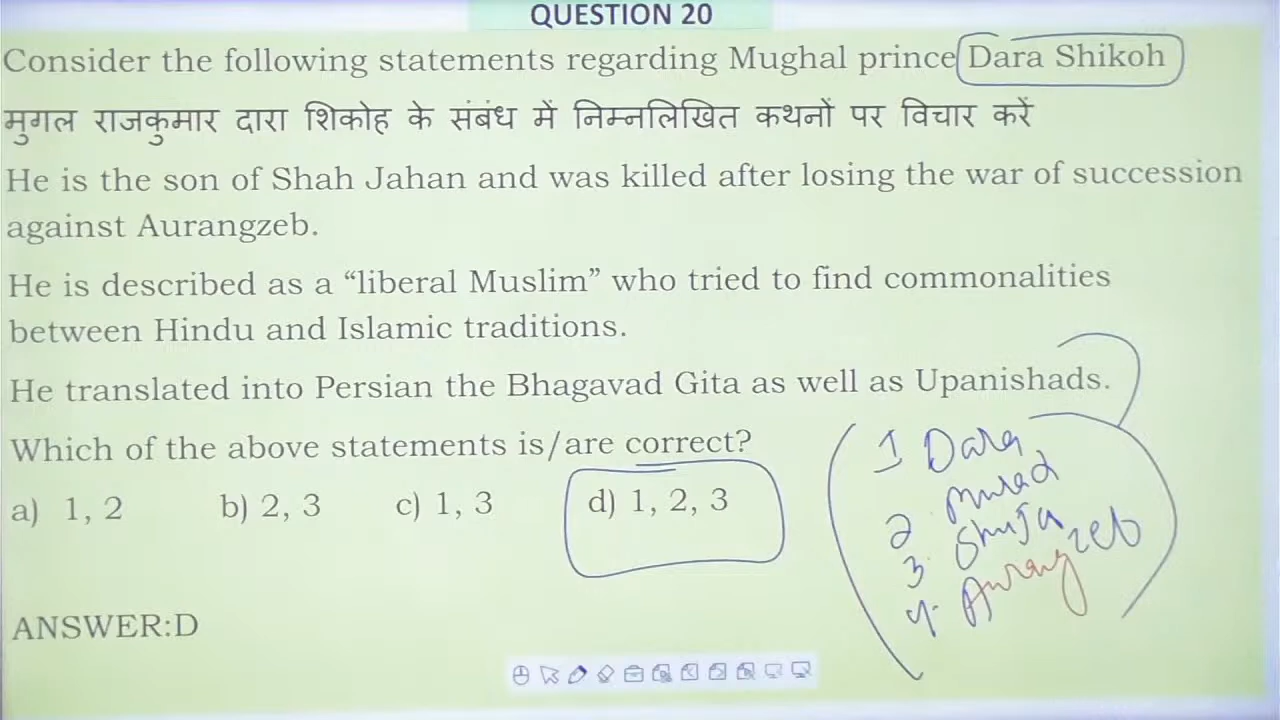 QUESTION 20
Consider the following statements regarding Mughal prince Dara Shikoh
मुगल राजकुमार दारा शिकोह के संबंध में निम्नलिखित कथनों पर विचार करें
He is the son of Shah Jahan and was killed after losing the war of succession
against Aurangzeb.
He is described as a “liberal Muslim” who tried to find commonalities
between Hindu and Islamic traditions.
He translated into Persian the Bhagavad Gita as well as Upanishads.
Which of the above statements is/are correct?
a) 1, 2 b) 2, 3 c) 1, 3 d) 1, 2, 3
1 Dara
2 Murad
3. Shuja
4. Aurangzeb
ANSWER:D